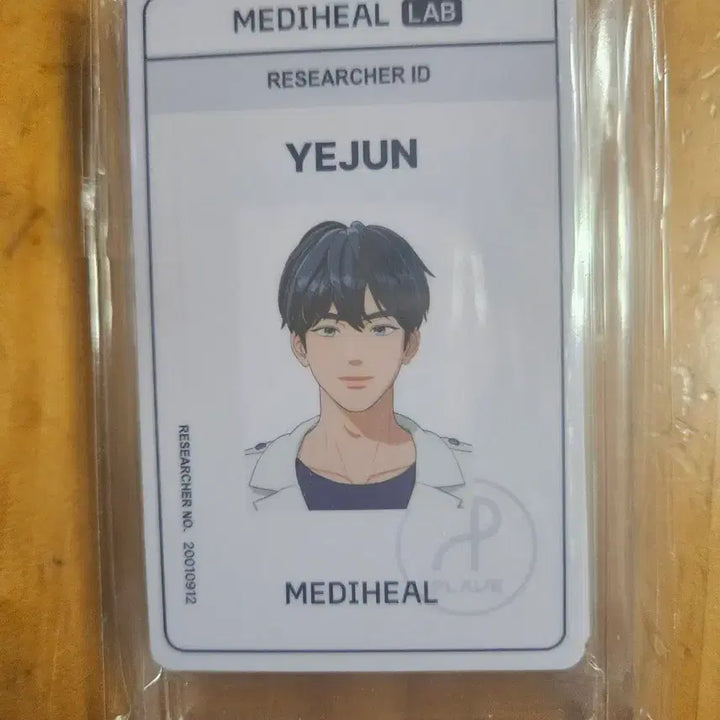 MEDIHEAL LAB
RESEARCHER ID
YEJUN
RESEARCHER NO. 20010912
PLAVE
MEDIHEAL